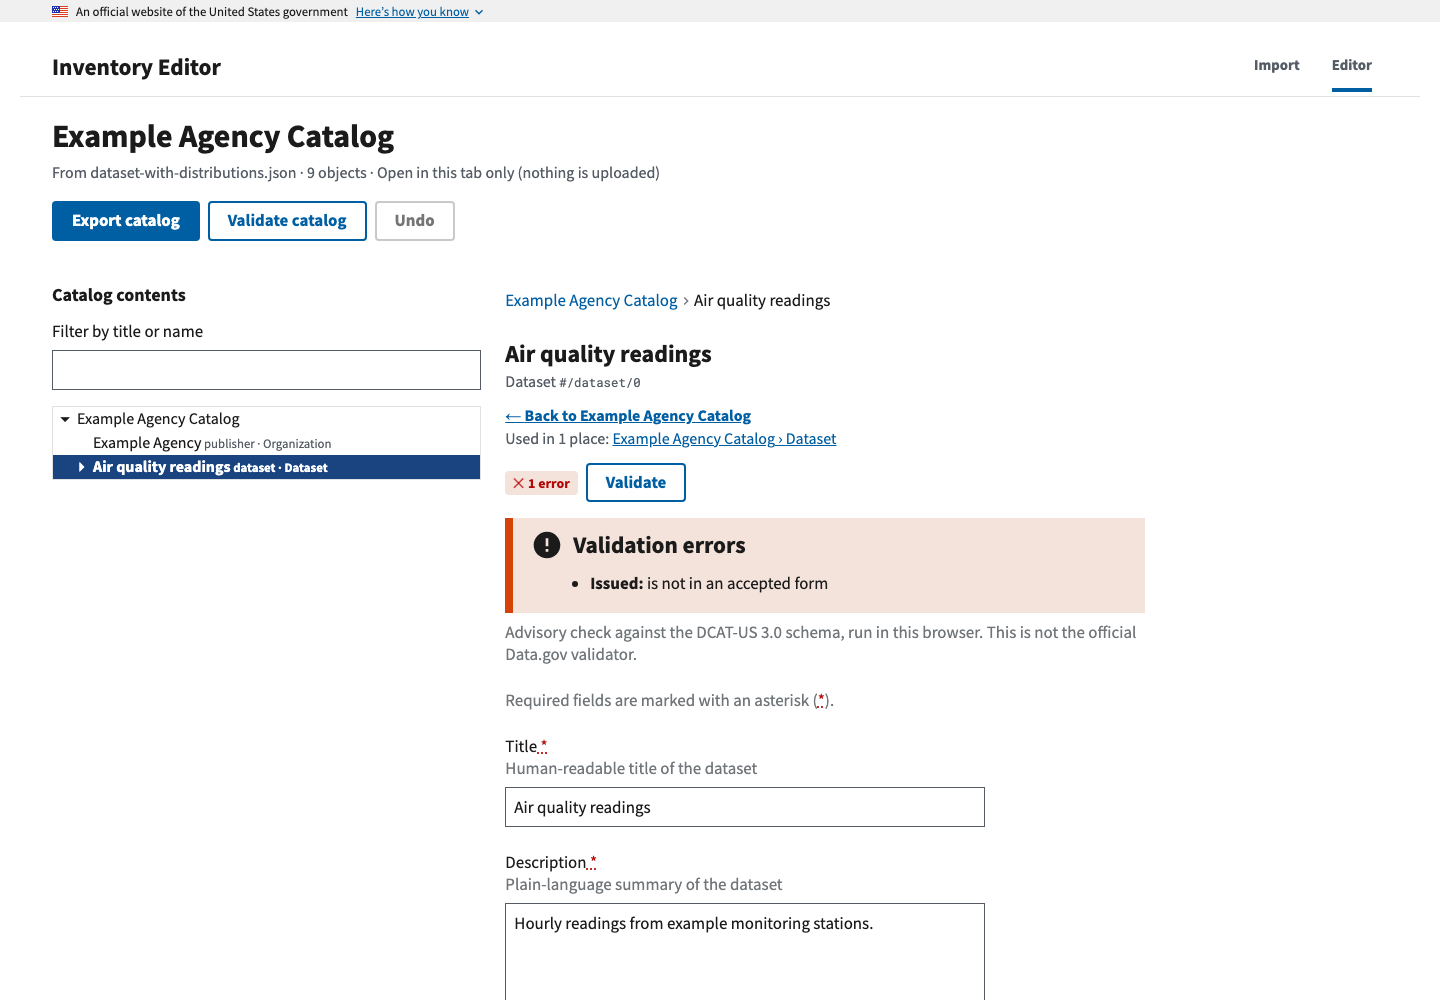 An official website of the United States government Here's how you know
Inventory Editor
Import
Editor
Example Agency Catalog
From dataset-with-distributions.json · 9 objects · Open in this tab only (nothing is uploaded)
Export catalog
Validate catalog
Undo
Catalog contents
Filter by title or name
Example Agency Catalog
Example Agency publisher · Organization
Air quality readings dataset · Dataset
Example Agency Catalog › Air quality readings
Air quality readings
Dataset #/dataset/0
← Back to Example Agency Catalog
Used in 1 place: Example Agency Catalog › Dataset
1 error
Validate
Validation errors
• Issued: is not in an accepted form
Advisory check against the DCAT-US 3.0 schema, run in this browser. This is not the official
Data.gov validator.
Required fields are marked with an asterisk (*).
Title *
Human-readable title of the dataset
Air quality readings
Description *
Plain-language summary of the dataset
Hourly readings from example monitoring stations.